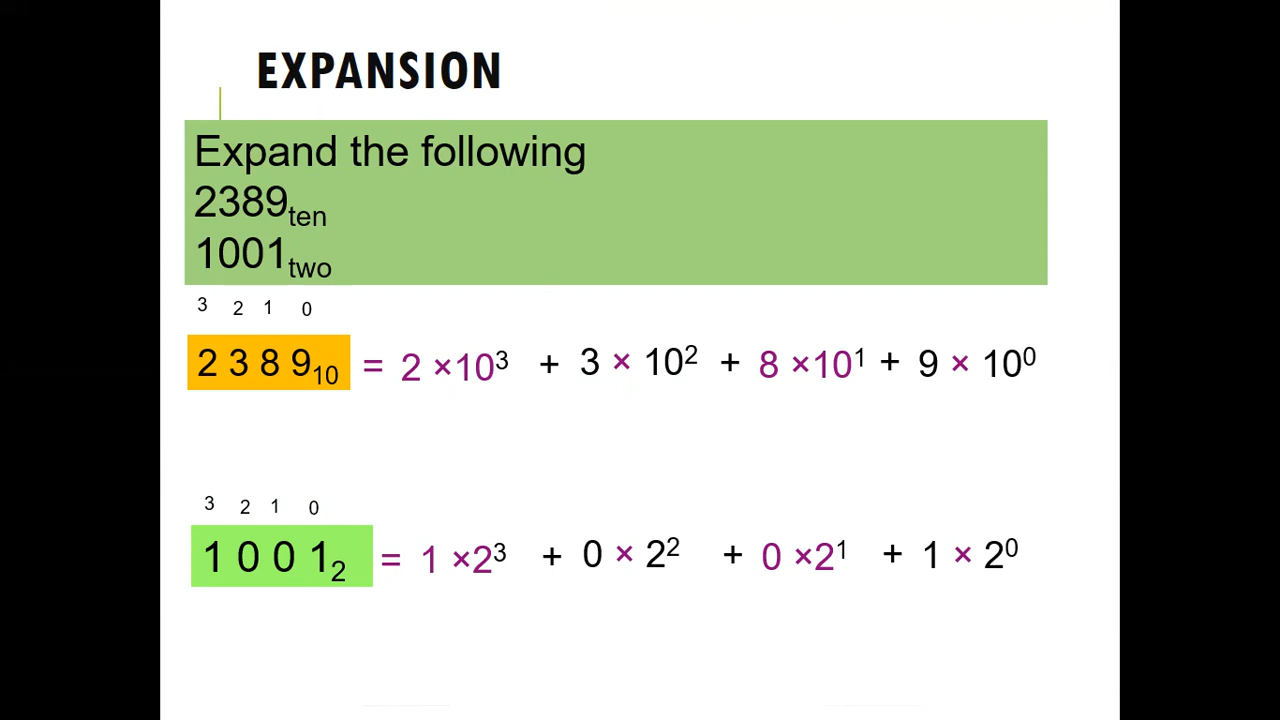 EXPANSION
Expand the following
2389ten
1001two
3 2 1 0
2 3 8 9₁₀ = 2 ×10³ + 3 × 10² + 8 ×10¹ + 9 × 10⁰
3 2 1 0
1 0 0 1₂ = 1 ×2³ + 0 × 2² + 0 ×2¹ + 1 × 2⁰